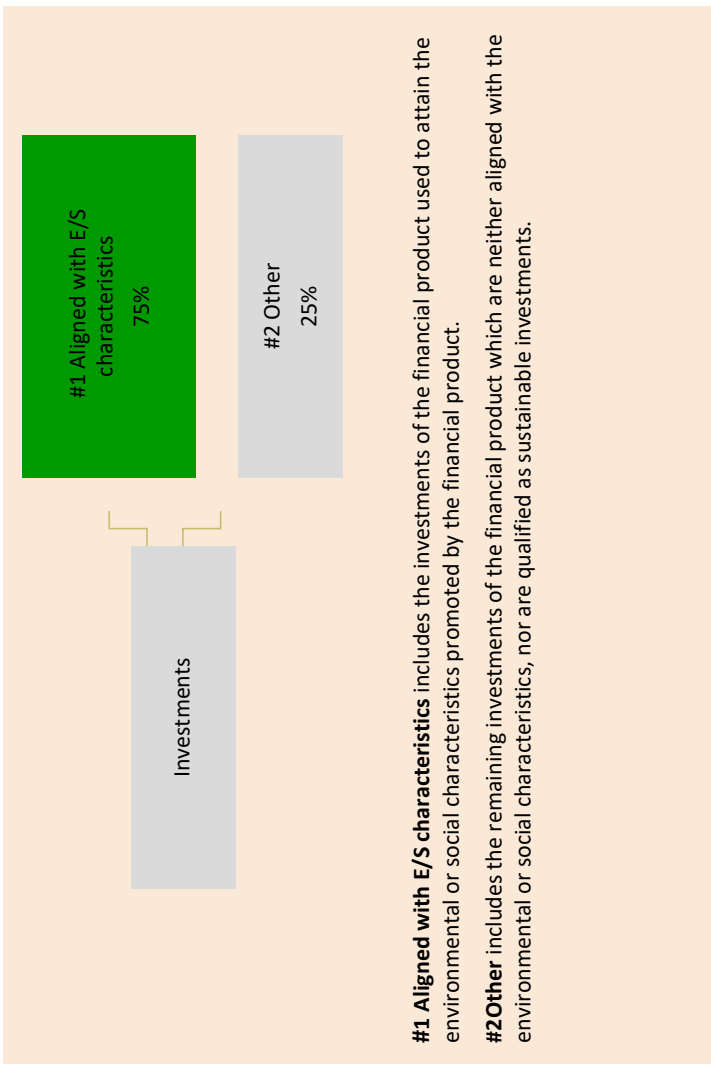 Investments
#1 Aligned with E/S
characteristics
75%
#2 Other
25%
#1 Aligned with E/S characteristics includes the investments of the financial product used to attain the
environmental or social characteristics promoted by the financial product.
#2Other includes the remaining investments of the financial product which are neither aligned with the
environmental or social characteristics, nor are qualified as sustainable investments.